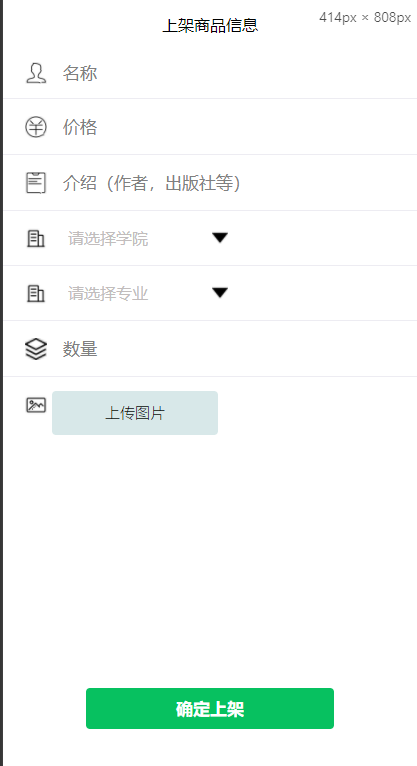 414px × 808px
上架商品信息
名称
价格
介绍（作者，出版社等）
请选择学院
请选择专业
数量
上传图片
确定上架